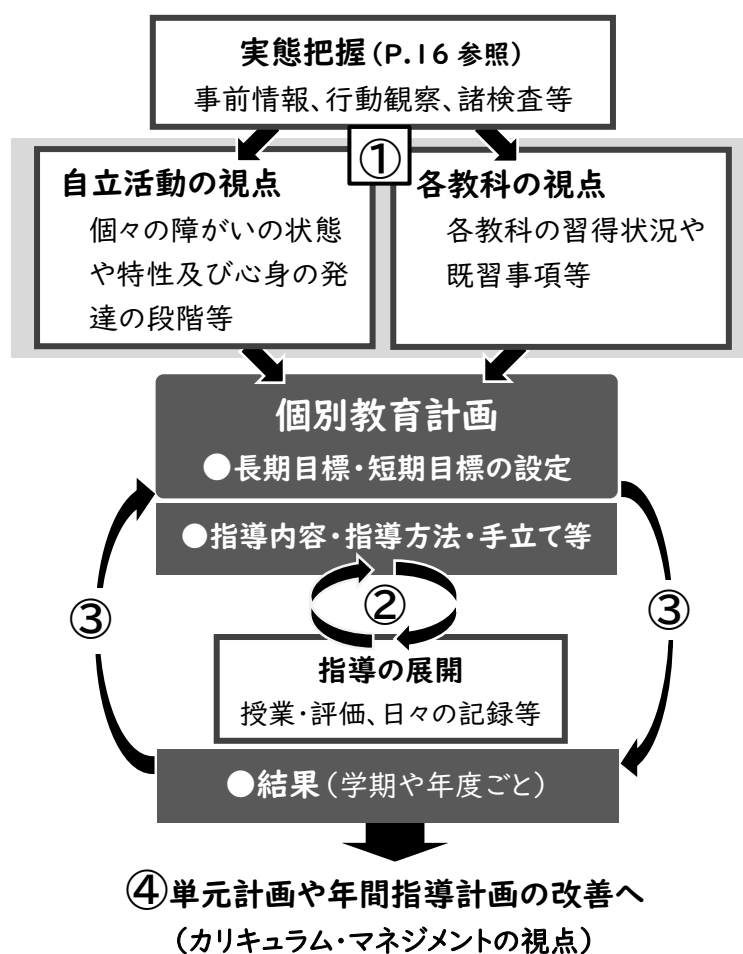 実態把握(P.16 参照)
事前情報、行動観察、諸検査等
①
自立活動の視点
個々の障がいの状態
や特性及び心身の発
達の段階等
各教科の視点
各教科の習得状況や
既習事項等
個別教育計画
●長期目標・短期目標の設定
●指導内容・指導方法・手立て等
②
③
③
指導の展開
授業・評価、日々の記録等
●結果(学期や年度ごと)
④単元計画や年間指導計画の改善へ
(カリキュラム・マネジメントの視点)